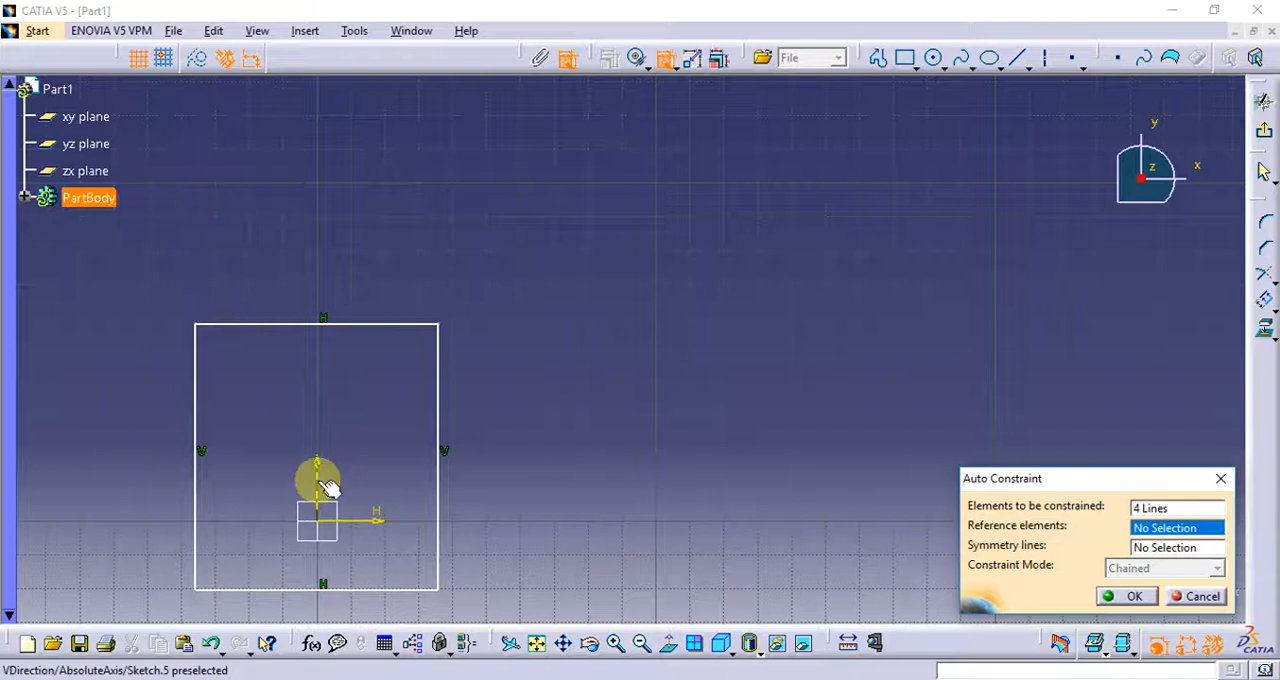 CATIA V5 - [Part1]
Start ENOVIA V5 VPM File Edit View Insert Tools Window Help
File
Part1
xy plane
yz plane
zx plane
PartBody
y
x
z
H
V
V
H
H
Auto Constraint
Elements to be constrained: 4 Lines
Reference elements: No Selection
Symmetry lines: No Selection
Constraint Mode: Chained
OK Cancel
f(x)
CATIA
VDirection/AbsoluteAxis/Sketch.5 preselected